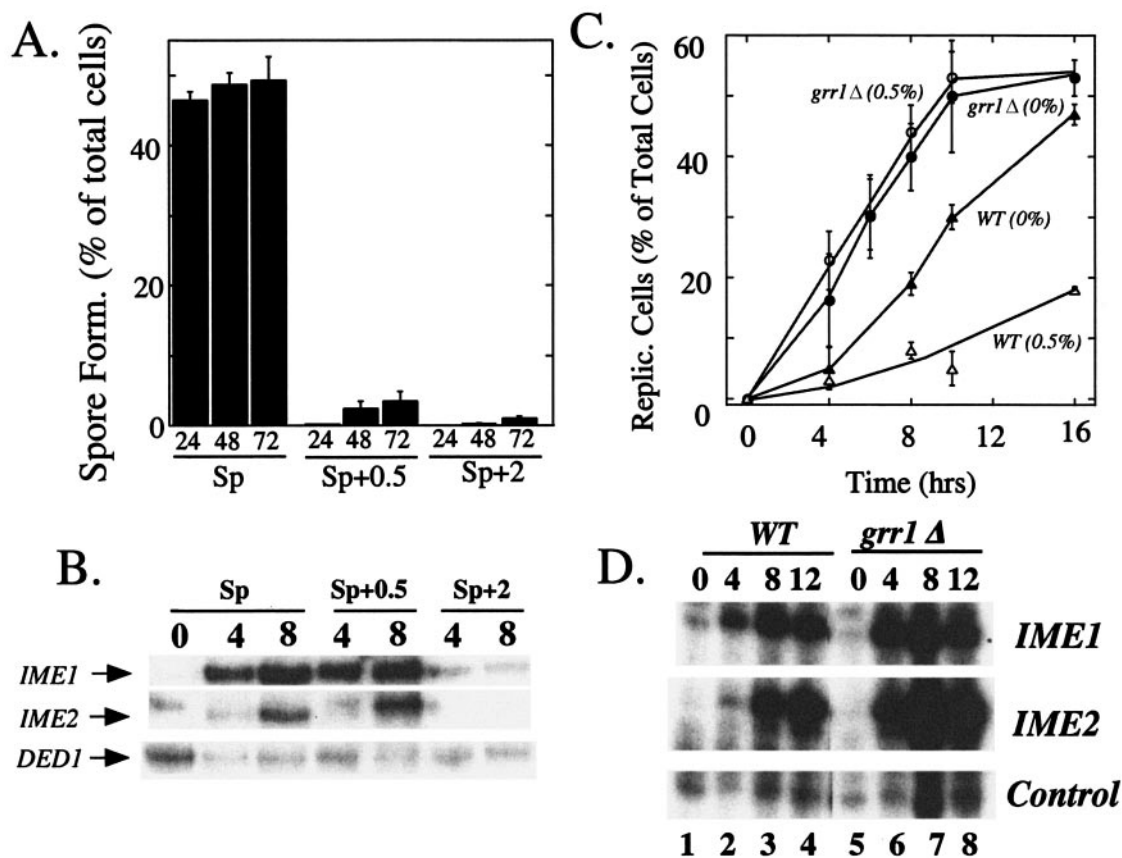 A.
Spore Form. (% of total cells)
40
20
0
24 48 72 24 48 72 24 48 72
Sp Sp+0.5 Sp+2
B.
Sp Sp+0.5 Sp+2
0 4 8 4 8 4 8
IME1
IME2
DED1
C.
Replic. Cells (% of Total Cells)
60
40
20
0
grr1 Δ (0.5%)
grr1 Δ (0%)
WT (0%)
WT (0.5%)
0 4 8 12 16
Time (hrs)
D.
WT grr1 Δ
0 4 8 12 0 4 8 12
IME1
IME2
Control
1 2 3 4 5 6 7 8